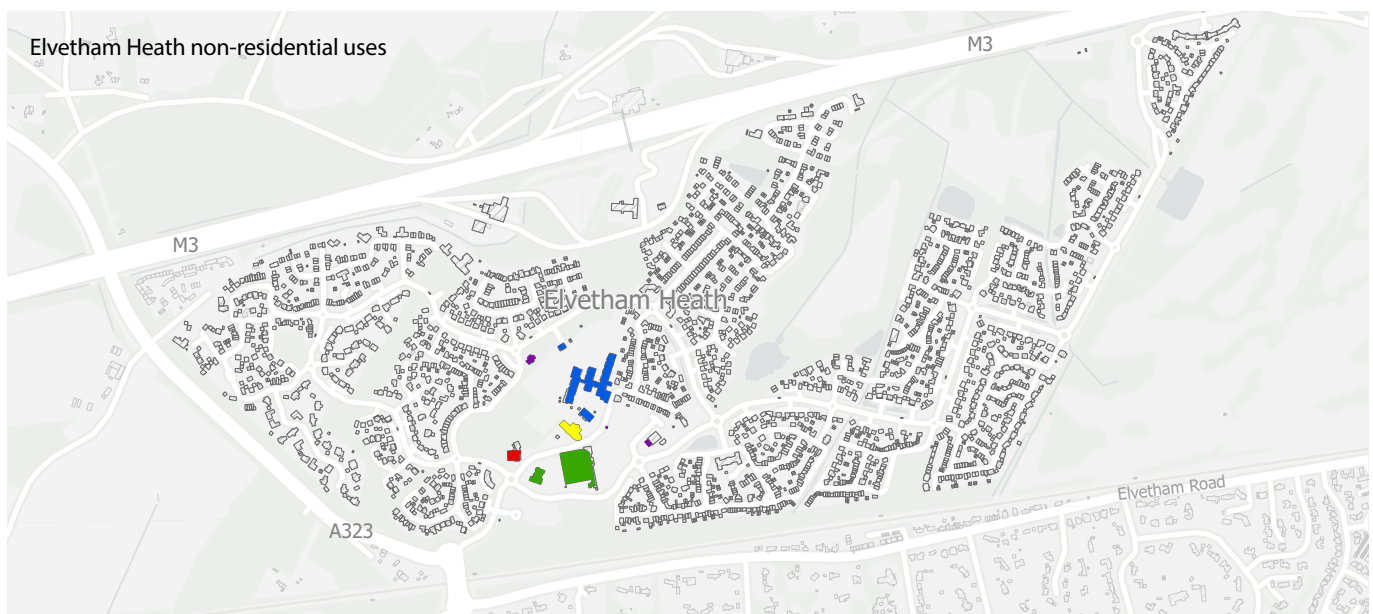 Elvetham Heath non-residential uses
M3
M3
Elvetham Heath
Elvetham Road
A323